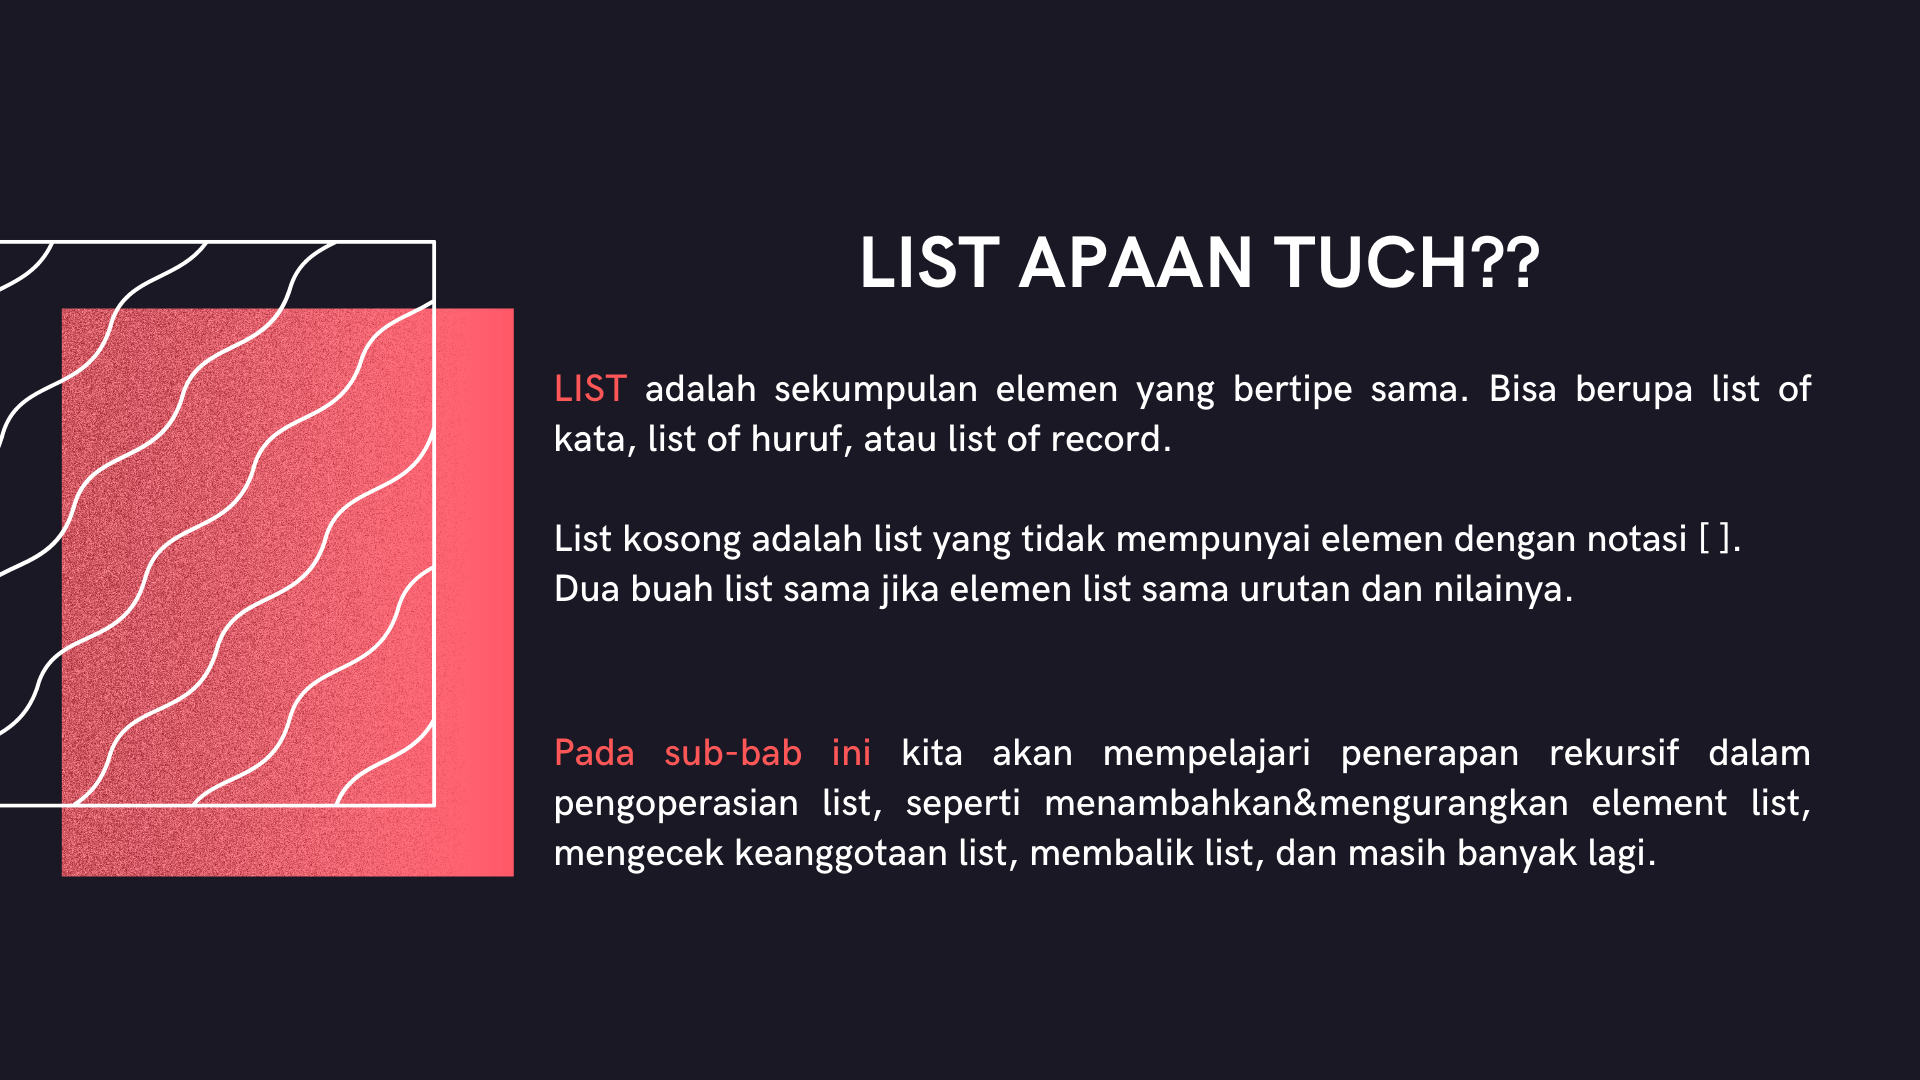 LIST APAAN TUCH??
LIST adalah sekumpulan elemen yang bertipe sama. Bisa berupa list of
kata, list of huruf, atau list of record.
List kosong adalah list yang tidak mempunyai elemen dengan notasi [ ].
Dua buah list sama jika elemen list sama urutan dan nilainya.
Pada sub-bab ini kita akan mempelajari penerapan rekursif dalam
pengoperasian list, seperti menambahkan&mengurangkan element list,
mengecek keanggotaan list, membalik list, dan masih banyak lagi.